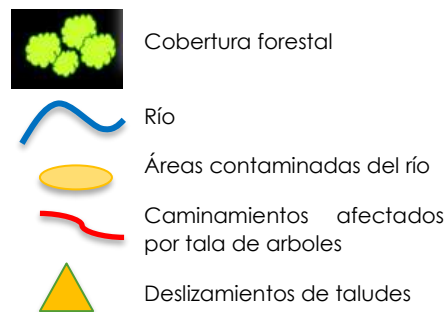 Cobertura forestal
Río
Áreas contaminadas del río
Caminamientos afectados
por tala de arboles
Deslizamientos de taludes